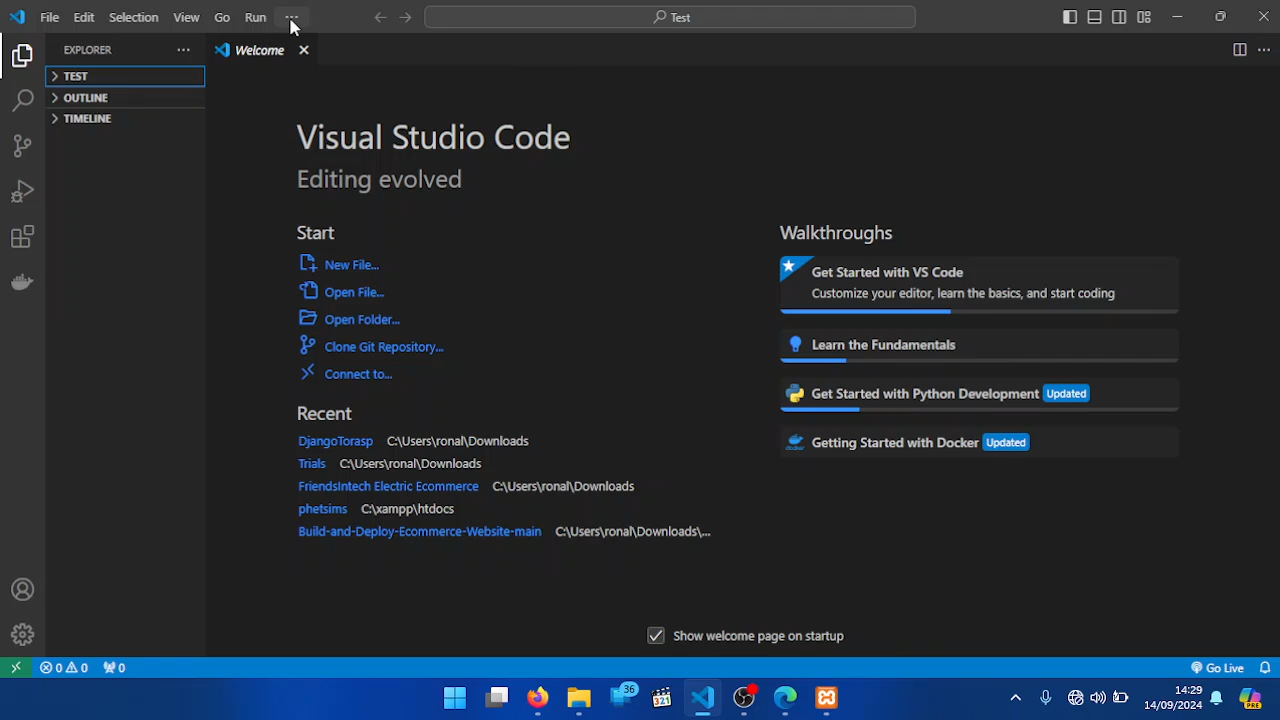 File Edit Selection View Go Run ···
Test
EXPLORER
Welcome
TEST
OUTLINE
TIMELINE
Visual Studio Code
Editing evolved
Start
New File...
Open File...
Open Folder...
Clone Git Repository...
Connect to...
Recent
DjangoTorasp C:\Users\ronal\Downloads
Trials C:\Users\ronal\Downloads
FriendsIntech Electric Ecommerce C:\Users\ronal\Downloads
phetsims C:\xampp\htdocs
Build-and-Deploy-Ecommerce-Website-main C:\Users\ronal\Downloads\...
Walkthroughs
Get Started with VS Code
Customize your editor, learn the basics, and start coding
Learn the Fundamentals
Get Started with Python Development Updated
Getting Started with Docker Updated
Show welcome page on startup
0 0 0
Go Live
36
321
14:29
14/09/2024
PRE